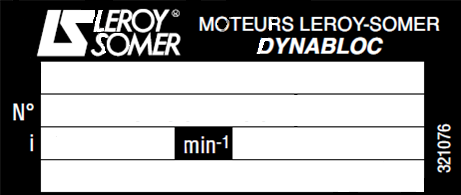 LEROY®
SOMER
MOTEURS LEROY-SOMER
DYNABLOC
N°
i min-1
321076